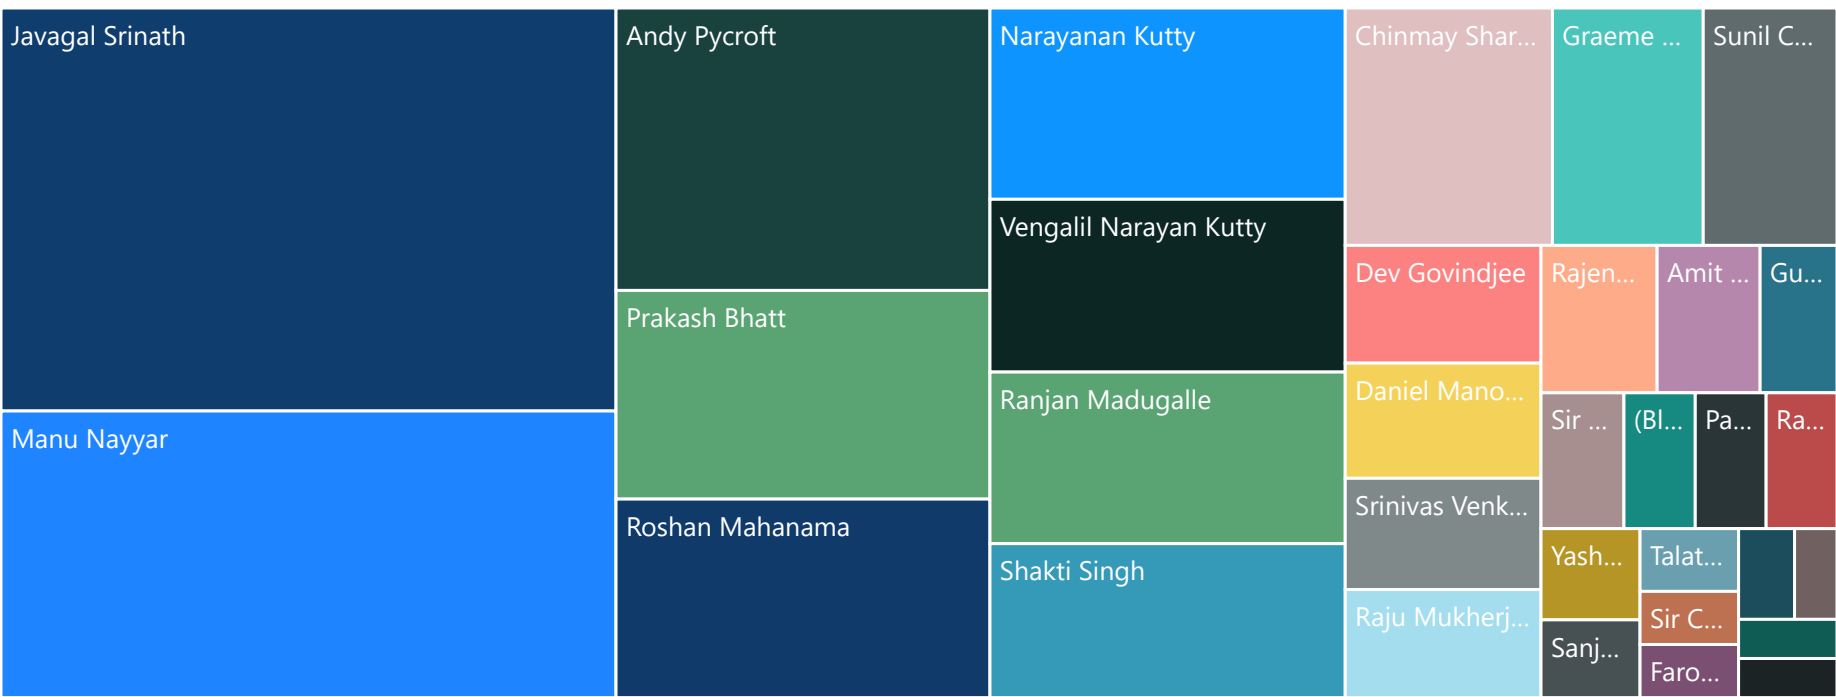 Javagal Srinath
Manu Nayyar
Andy Pycroft
Prakash Bhatt
Roshan Mahanama
Narayanan Kutty
Vengalil Narayan Kutty
Ranjan Madugalle
Shakti Singh
Chinmay Shar...
Graeme ...
Sunil C...
Dev Govindjee
Daniel Mano...
Srinivas Venk...
Raju Mukherj...
Rajen...
Amit ...
Gu...
Sir ...
(Bl...
Pa...
Ra...
Yash...
Sanj...
Talat...
Sir C...
Faro...